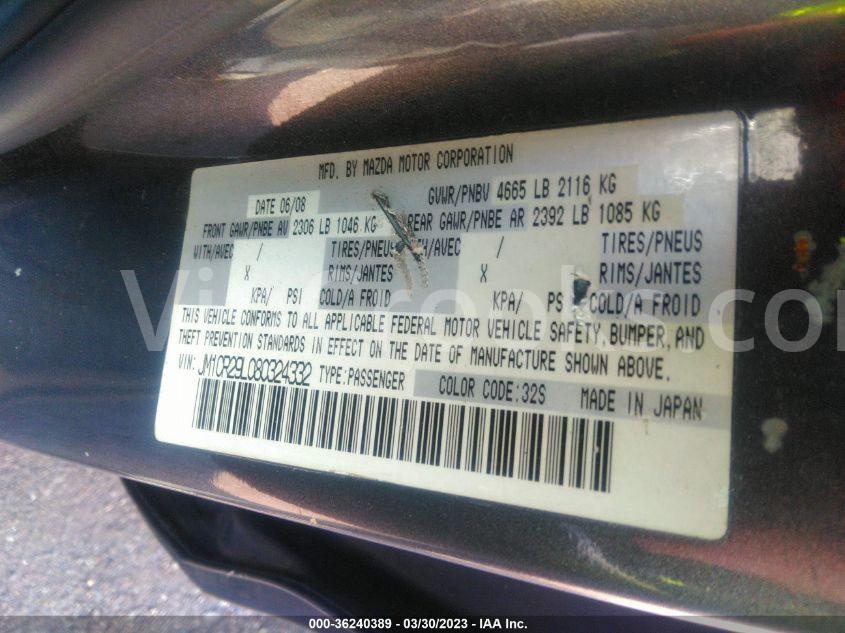 MFD. BY MAZDA MOTOR CORPORATION
DATE 06/08 GVWR/PNBV 4665 LB 2116 KG
FRONT GAWR/PNBE AV 2306 LB 1046 KG REAR GAWR/PNBE AR 2392 LB 1085 KG
WITH/AVEC / TIRES/PNEUS WITH/AVEC / TIRES/PNEUS
X RIMS/JANTES X RIMS/JANTES
KPA/ PSI COLD/A FROID KPA/ PSI COLD/A FROID
THIS VEHICLE CONFORMS TO ALL APPLICABLE FEDERAL MOTOR VEHICLE SAFETY, BUMPER, AND
THEFT PREVENTION STANDARDS IN EFFECT ON THE DATE OF MANUFACTURE SHOWN ABOVE.
VIN: JM1CR29L080324332 TYPE:PASSENGER COLOR CODE:32S MADE IN JAPAN
000-36240389 - 03/30/2023 - IAA Inc.